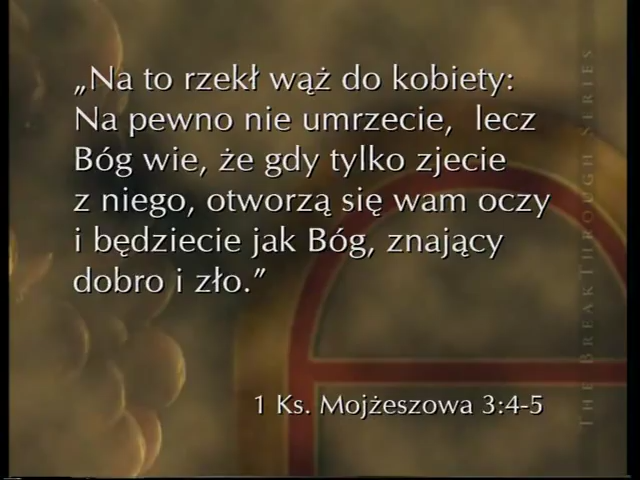 „Na to rzekł wąż do kobiety:
Na pewno nie umrzecie, lecz
Bóg wie, że gdy tylko zjecie
z niego, otworzą się wam oczy
i będziecie jak Bóg, znający
dobro i zło.”
1 Ks. Mojżeszowa 3:4-5
THE BREAKTHROUGH SERIES